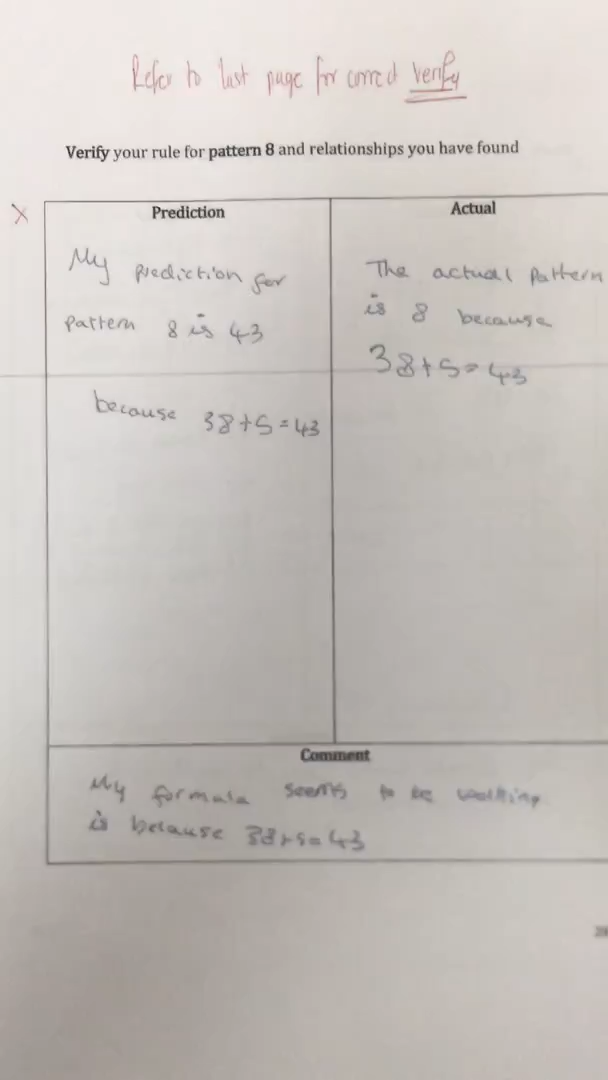 Refer to last page for correct verify
Verify your rule for pattern 8 and relationships you have found
X
Prediction
My prediction for
pattern 8 is 43
because 38+5=43
Actual
The actual pattern
is 8 because
38+5=43
Comment
My formula seems to be working
is because 38+5=43